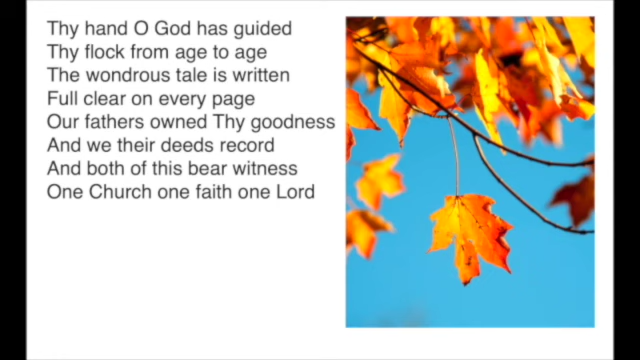 Thy hand O God has guided
Thy flock from age to age
The wondrous tale is written
Full clear on every page
Our fathers owned Thy goodness
And we their deeds record
And both of this bear witness
One Church one faith one Lord